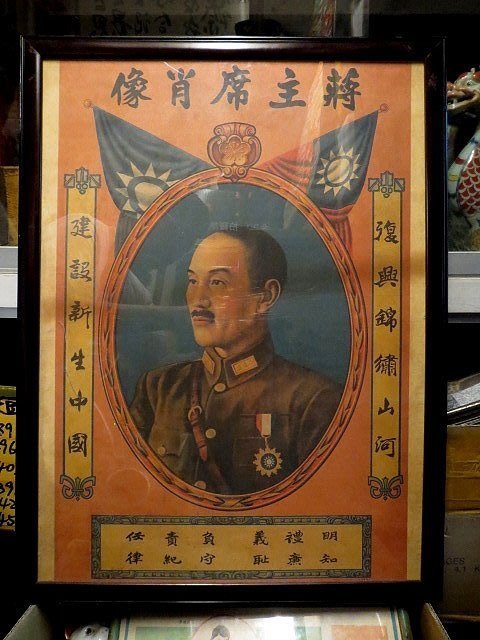 蔣主席肖像
復興錦繡山河
建設新生中國
明禮義負責任
知廉恥守紀律